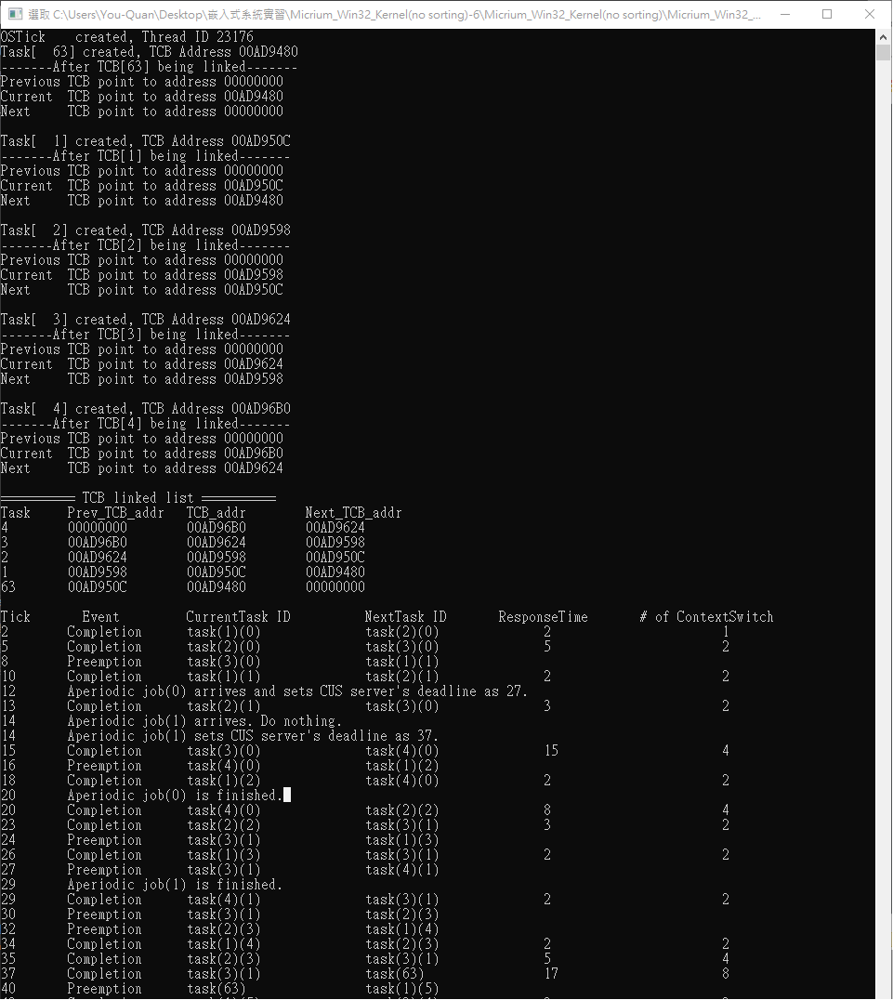 選取 C:\Users\You-Quan\Desktop\嵌入式系統實習\Micrium_Win32_Kernel(no sorting)-6\Micrium_Win32_Kernel(no sorting)\Micrium_Win32_...
OSTick created, Thread ID 23176
Task[ 63] created, TCB Address 00AD9480
-------After TCB[63] being linked-------
Previous TCB point to address 00000000
Current TCB point to address 00AD9480
Next TCB point to address 00000000
Task[ 1] created, TCB Address 00AD950C
-------After TCB[1] being linked-------
Previous TCB point to address 00000000
Current TCB point to address 00AD950C
Next TCB point to address 00AD9480
Task[ 2] created, TCB Address 00AD9598
-------After TCB[2] being linked-------
Previous TCB point to address 00000000
Current TCB point to address 00AD9598
Next TCB point to address 00AD950C
Task[ 3] created, TCB Address 00AD9624
-------After TCB[3] being linked-------
Previous TCB point to address 00000000
Current TCB point to address 00AD9624
Next TCB point to address 00AD9598
Task[ 4] created, TCB Address 00AD96B0
-------After TCB[4] being linked-------
Previous TCB point to address 00000000
Current TCB point to address 00AD96B0
Next TCB point to address 00AD9624
========== TCB linked list ==========
Task Prev_TCB_addr TCB_addr Next_TCB_addr
4 00000000 00AD96B0 00AD9624
3 00AD96B0 00AD9624 00AD9598
2 00AD9624 00AD9598 00AD950C
1 00AD9598 00AD950C 00AD9480
63 00AD950C 00AD9480 00000000
Tick Event CurrentTask ID NextTask ID ResponseTime # of ContextSwitch
2 Completion task(1)(0) task(2)(0) 2 1
5 Completion task(2)(0) task(3)(0) 5 2
8 Preemption task(3)(0) task(1)(1)
10 Completion task(1)(1) task(2)(1) 2 2
12 Aperiodic job(0) arrives and sets CUS server's deadline as 27.
13 Completion task(2)(1) task(3)(0) 3 2
14 Aperiodic job(1) arrives. Do nothing.
14 Aperiodic job(1) sets CUS server's deadline as 37.
15 Completion task(3)(0) task(4)(0) 15 4
16 Preemption task(4)(0) task(1)(2)
18 Completion task(1)(2) task(4)(0) 2 2
20 Aperiodic job(0) is finished.
20 Completion task(4)(0) task(2)(2) 8 4
23 Completion task(2)(2) task(3)(1) 3 2
24 Preemption task(3)(1) task(1)(3)
26 Completion task(1)(3) task(3)(1) 2 2
27 Preemption task(3)(1) task(4)(1)
29 Aperiodic job(1) is finished.
29 Completion task(4)(1) task(3)(1) 2 2
30 Preemption task(3)(1) task(2)(3)
32 Preemption task(2)(3) task(1)(4)
34 Completion task(1)(4) task(2)(3) 2 2
35 Completion task(2)(3) task(3)(1) 5 4
37 Completion task(3)(1) task(63) 17 8
40 Preemption task(63) task(1)(5)